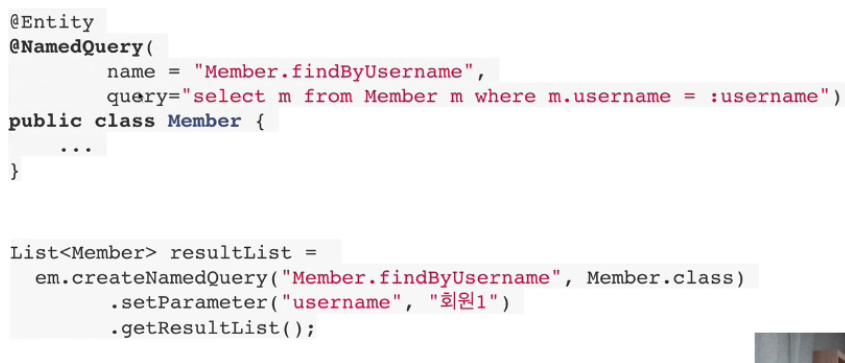 @Entity
@NamedQuery(
name = "Member.findByUsername",
query="select m from Member m where m.username = :username")
public class Member {
...
}
List<Member> resultList =
em.createNamedQuery("Member.findByUsername", Member.class)
.setParameter("username", "회원1")
.getResultList();